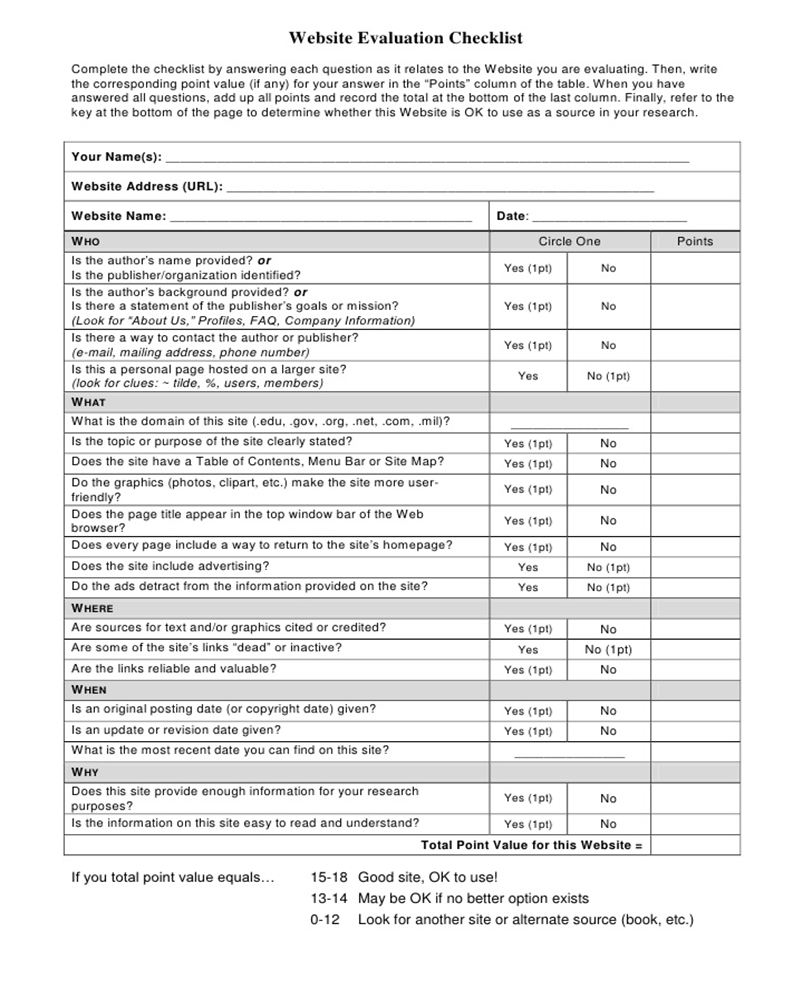 Website Evaluation Checklist
Complete the checklist by answering each question as it relates to the Website you are evaluating. Then, write
the corresponding point value (if any) for your answer in the “Points” column of the table. When you have
answered all questions, add up all points and record the total at the bottom of the last column. Finally, refer to the
key at the bottom of the page to determine whether this Website is OK to use as a source in your research.
Your Name(s):
Website Address (URL):
Website Name: Date:
WHO Circle One Points
Is the author’s name provided? or
Is the publisher/organization identified? Yes (1pt) No
Is the author’s background provided? or
Is there a statement of the publisher’s goals or mission? Yes (1pt) No
(Look for “About Us,” Profiles, FAQ, Company Information)
Is there a way to contact the author or publisher? Yes (1pt) No
(e-mail, mailing address, phone number)
Is this a personal page hosted on a larger site? Yes No (1pt)
(look for clues: ~ tilde, %, users, members)
WHAT
What is the domain of this site (.edu, .gov, .org, .net, .com, .mil)?
Is the topic or purpose of the site clearly stated? Yes (1pt) No
Does the site have a Table of Contents, Menu Bar or Site Map? Yes (1pt) No
Do the graphics (photos, clipart, etc.) make the site more user- Yes (1pt) No
friendly?
Does the page title appear in the top window bar of the Web Yes (1pt) No
browser?
Does every page include a way to return to the site’s homepage? Yes (1pt) No
Does the site include advertising? Yes No (1pt)
Do the ads detract from the information provided on the site? Yes No (1pt)
WHERE
Are sources for text and/or graphics cited or credited? Yes (1pt) No
Are some of the site’s links “dead” or inactive? Yes No (1pt)
Are the links reliable and valuable? Yes (1pt) No
WHEN
Is an original posting date (or copyright date) given? Yes (1pt) No
Is an update or revision date given? Yes (1pt) No
What is the most recent date you can find on this site?
WHY
Does this site provide enough information for your research Yes (1pt) No
purposes?
Is the information on this site easy to read and understand? Yes (1pt) No
Total Point Value for this Website =
If you total point value equals… 15-18 Good site, OK to use!
13-14 May be OK if no better option exists
0-12 Look for another site or alternate source (book, etc.)